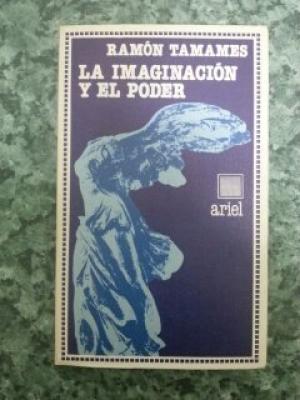 RAMÓN TAMAMES
LA IMAGINACIÓN
Y EL PODER
ariel